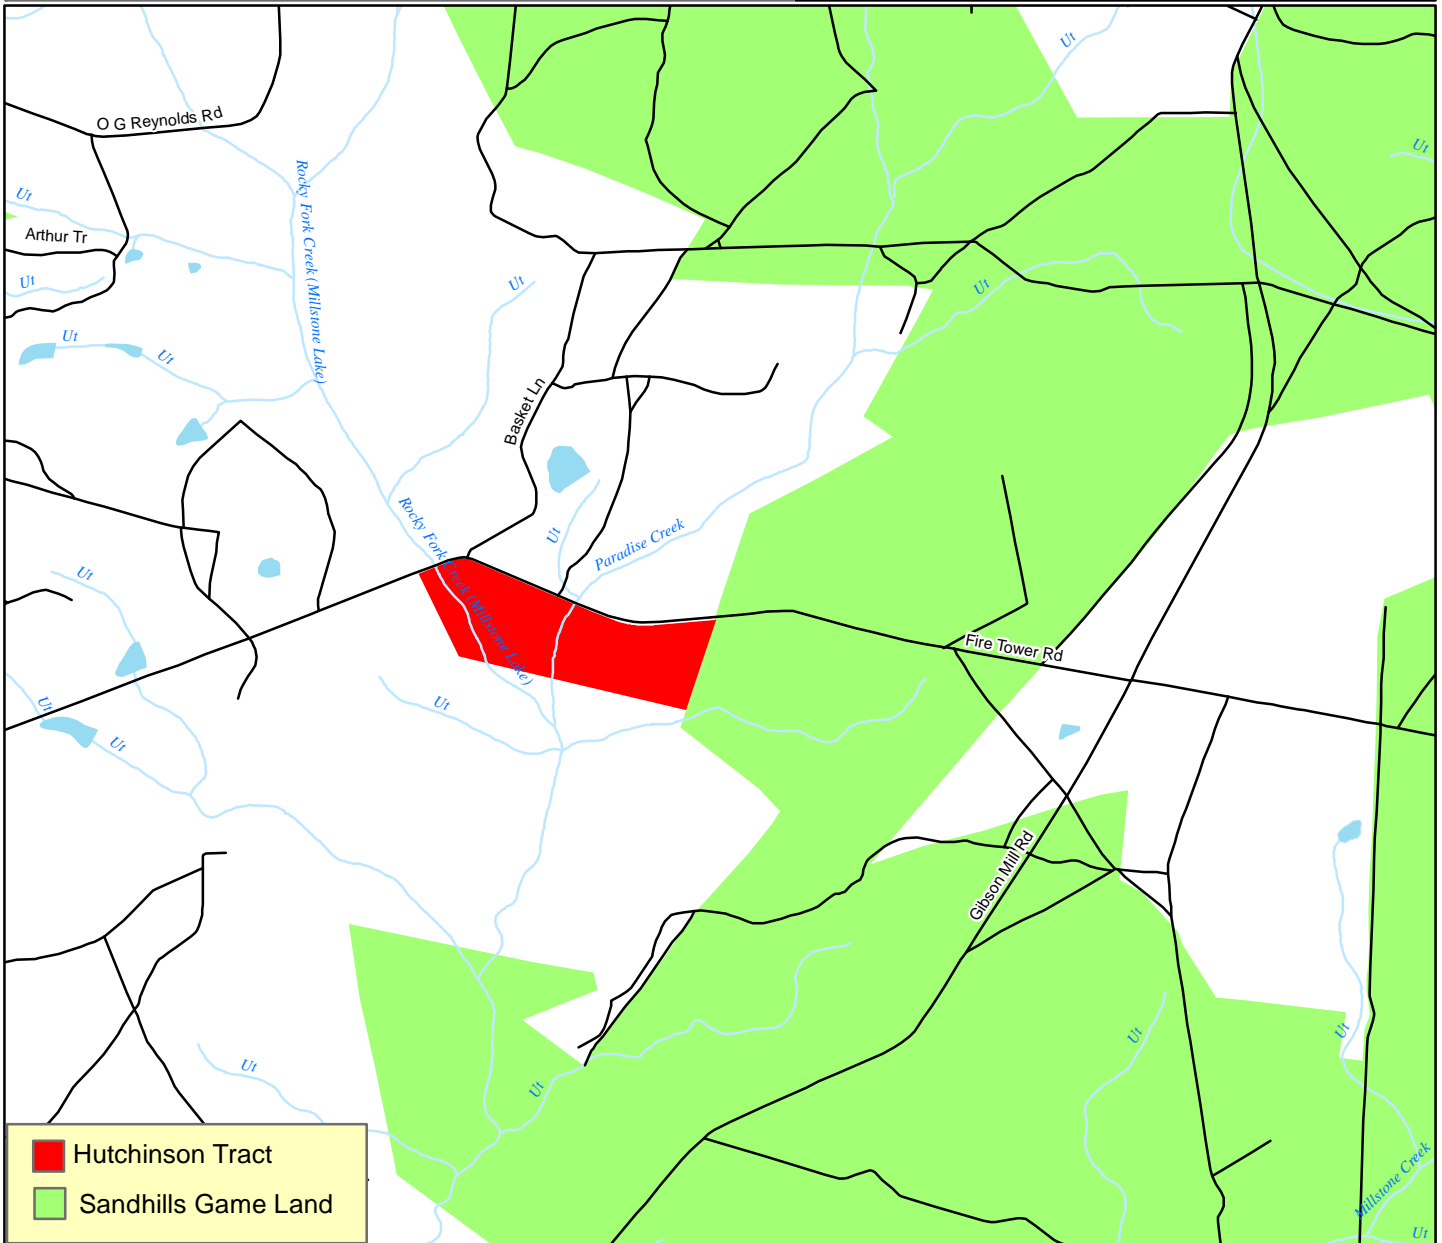 Ut
O G Reynolds Rd
Ut
Rocky Fork Creek (Millstone Lake)
Ut
Arthur Tr
Ut
Ut
Ut
Ut
Ut
Basket Ln
Rocky Fork Creek (Millstone Lake)
Ut
Paradise Creek
Ut
Fire Tower Rd
Ut
Ut
Ut
Gibson Mill Rd
Ut
Ut
Ut
Ut
Millstone Creek
Ut
Hutchinson Tract
Sandhills Game Land